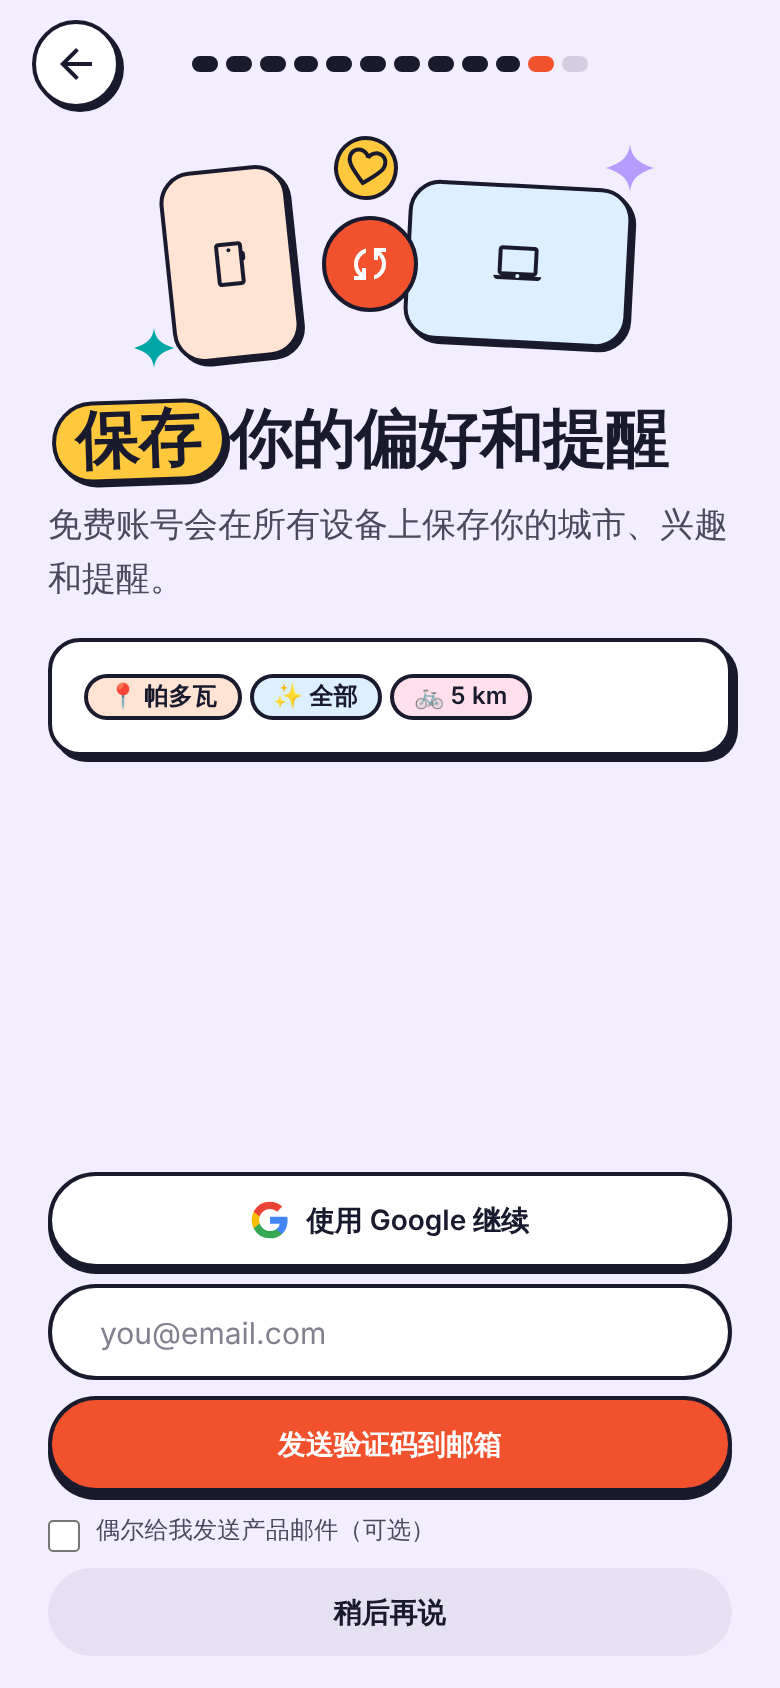 保存你的偏好和提醒
免费账号会在所有设备上保存你的城市、兴趣
和提醒。
📍 帕多瓦 ✨ 全部 🚲 5 km
使用 Google 继续
you@email.com
发送验证码到邮箱
偶尔给我发送产品邮件（可选）
稍后再说